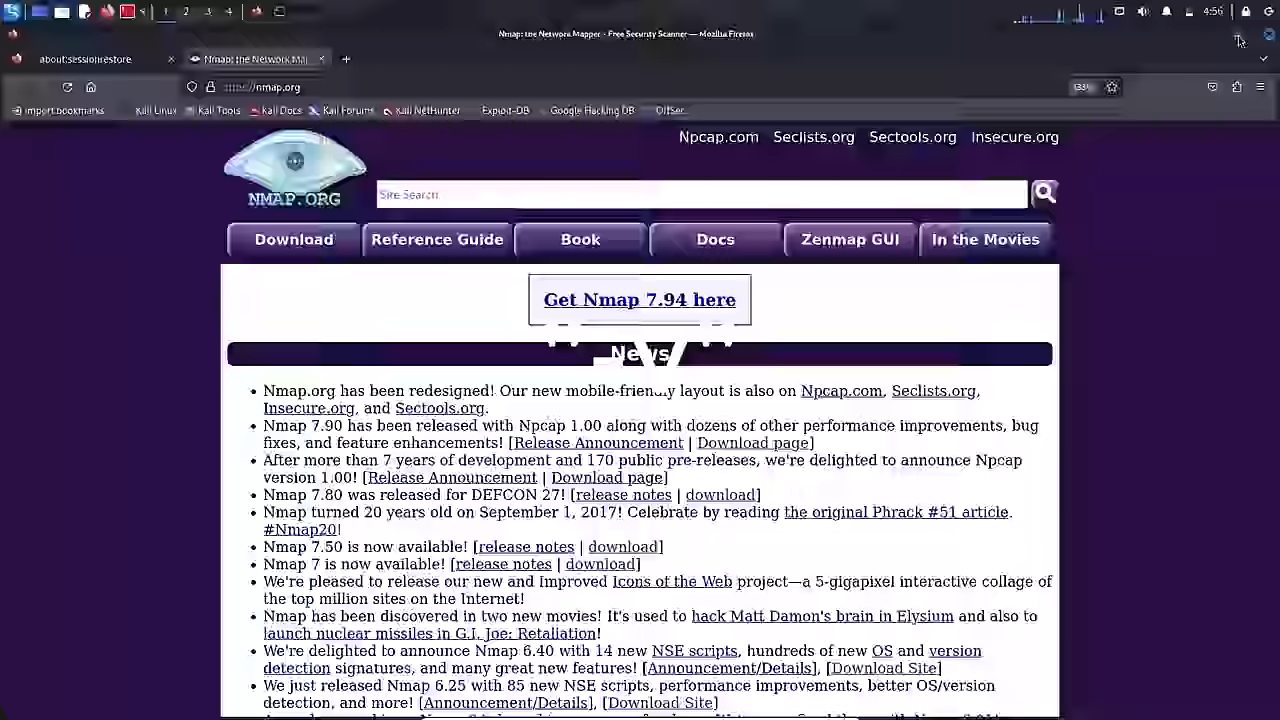 1 2 3 4 4:56
Nmap: the Network Mapper - Free Security Scanner — Mozilla Firefox
about:sessionrestore Nmap: the Network Map
https://nmap.org 133%
import bookmarks Kali Linux Kali Tools Kali Docs Kali Forums Kali NetHunter Exploit-DB Google Hacking DB OffSec
Npcap.com Seclists.org Sectools.org Insecure.org
NMAP.ORG
Site Search
Download Reference Guide Book Docs Zenmap GUI In the Movies
Get Nmap 7.94 here
"-V"
News
• Nmap.org has been redesigned! Our new mobile-friendly layout is also on Npcap.com, Seclists.org,
Insecure.org, and Sectools.org.
• Nmap 7.90 has been released with Npcap 1.00 along with dozens of other performance improvements, bug
fixes, and feature enhancements! [Release Announcement | Download page]
• After more than 7 years of development and 170 public pre-releases, we're delighted to announce Npcap
version 1.00! [Release Announcement | Download page]
• Nmap 7.80 was released for DEFCON 27! [release notes | download]
• Nmap turned 20 years old on September 1, 2017! Celebrate by reading the original Phrack #51 article.
#Nmap20!
• Nmap 7.50 is now available! [release notes | download]
• Nmap 7 is now available! [release notes | download]
• We're pleased to release our new and Improved Icons of the Web project—a 5-gigapixel interactive collage of
the top million sites on the Internet!
• Nmap has been discovered in two new movies! It's used to hack Matt Damon's brain in Elysium and also to
launch nuclear missiles in G.I. Joe: Retaliation!
• We're delighted to announce Nmap 6.40 with 14 new NSE scripts, hundreds of new OS and version
detection signatures, and many great new features! [Announcement/Details], [Download Site]
• We just released Nmap 6.25 with 85 new NSE scripts, performance improvements, better OS/version
detection, and more! [Announcement/Details], [Download Site]